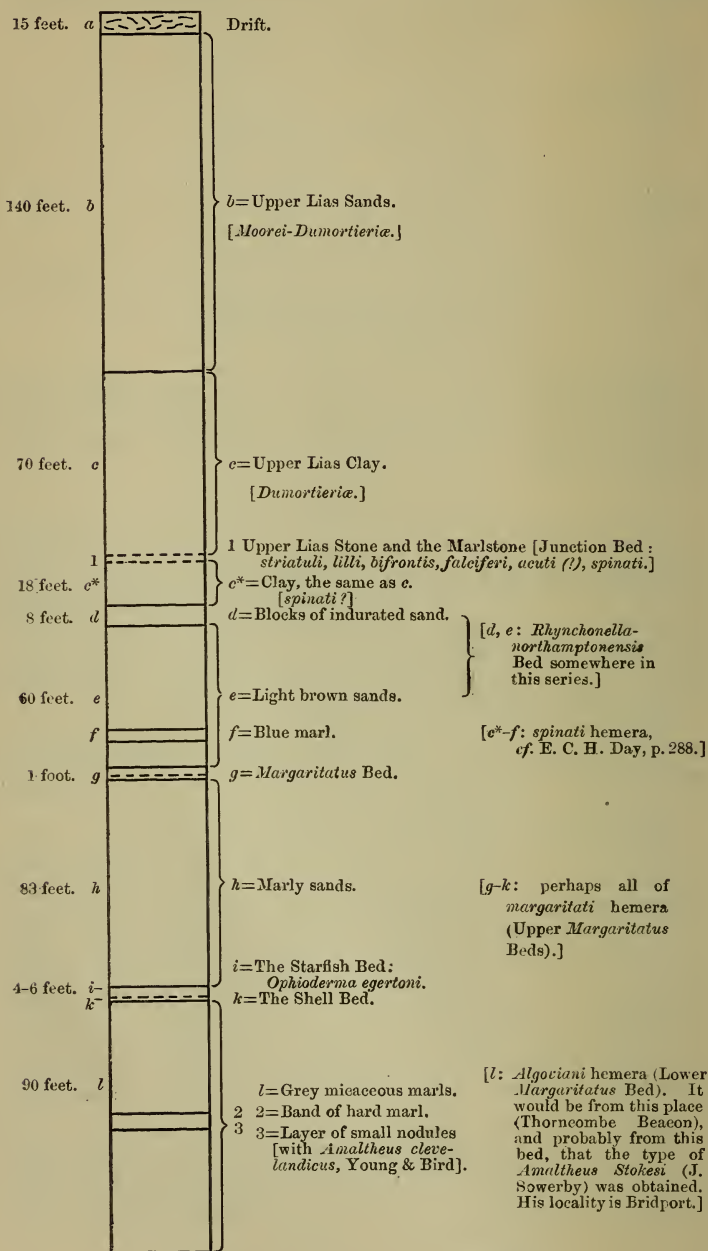 15 feet. a Drift.
140 feet. b b=Upper Lias Sands.
[Moorei-Dumortieriæ.]
70 feet. c c=Upper Lias Clay.
[Dumortieriæ.]
1 1 Upper Lias Stone and the Marlstone [Junction Bed :
striatuli, lilli, bifrontis, falciferi, acuti (?), spinati.]
18 feet. c* c*=Clay, the same as c.
[spinati ?]
8 feet. d d=Blocks of indurated sand.
[d, e: Rhynchonella-
northamptonensis
Bed somewhere in
this series.]
60 feet. e e=Light brown sands.
f f=Blue marl. [c*-f: spinati hemera,
cf. E. C. H. Day, p. 288.]
1 foot. g g=Margaritatus Bed.
83 feet. h h=Marly sands. [g-k: perhaps all of
margaritati hemera
(Upper Margaritatus
Beds).]
4-6 feet. i- i=The Starfish Bed:
Ophioderma egertoni.
k- k=The Shell Bed.
90 feet. l l=Grey micaceous marls.
2 2=Band of hard marl.
3 3=Layer of small nodules
[with Amaltheus cleve-
landicus, Young & Bird].
[l: Algociani hemera (Lower
Margaritatus Bed). It
would be from this place
(Thorncombe Beacon),
and probably from this
bed, that the type of
Amaltheus Stokesi (J.
Sowerby) was obtained.
His locality is Bridport.]